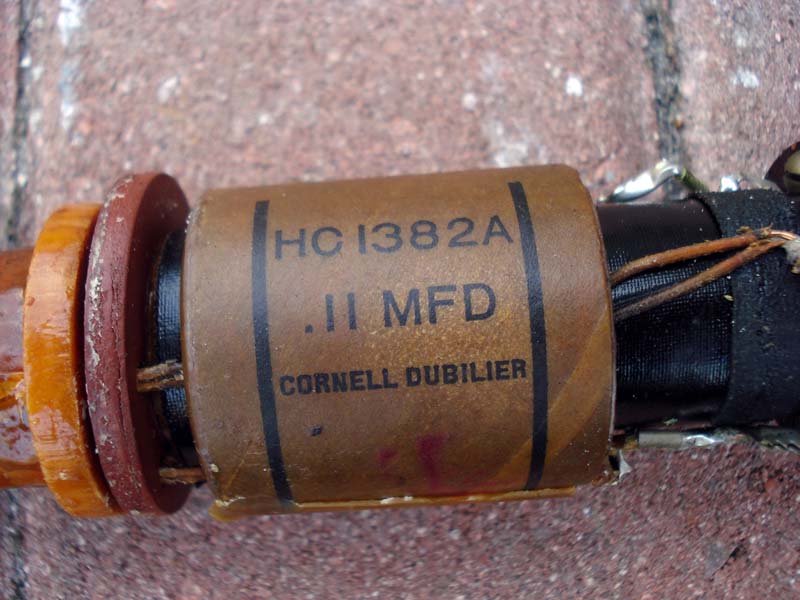 HC 1382A
.11 MFD
CORNELL DUBILIER